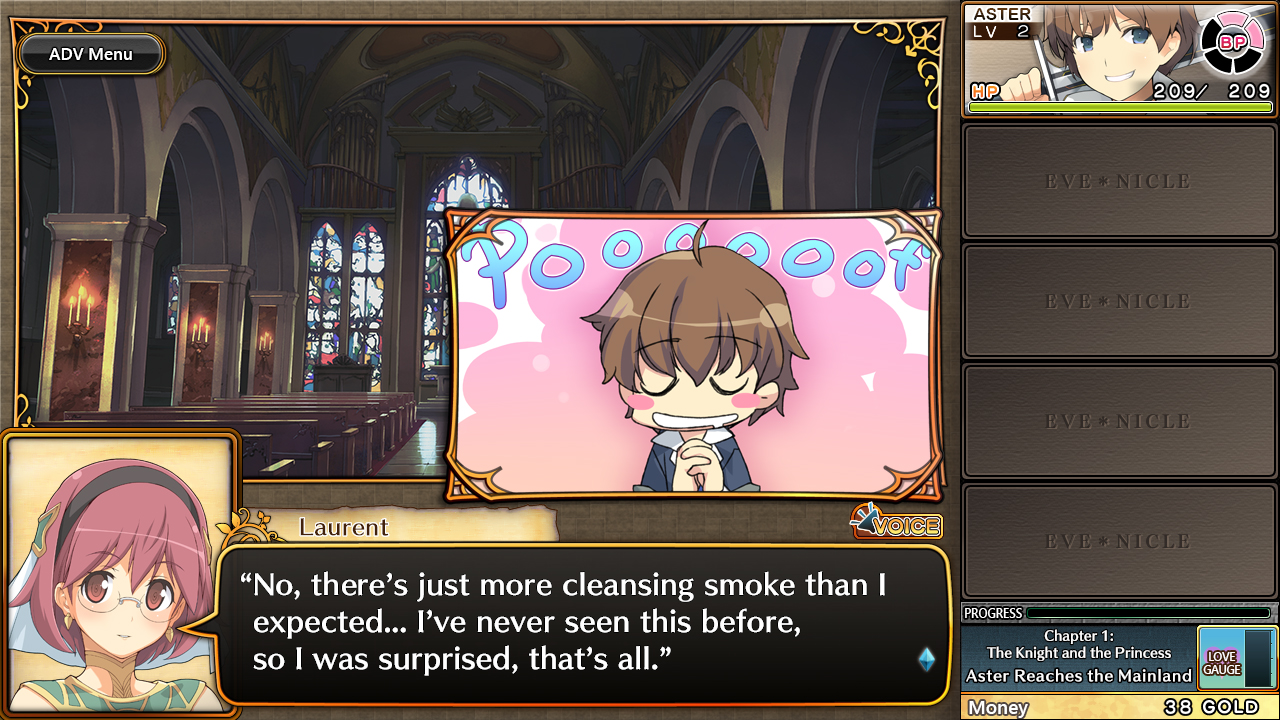 ADV Menu
Poooooot
Laurent
VOICE
“No, there’s just more cleansing smoke than I
expected... I’ve never seen this before,
so I was surprised, that’s all.”
ASTER
LV 2
BP
HP 209/ 209
EVE＊NICLE
EVE＊NICLE
EVE＊NICLE
EVE＊NICLE
PROGRESS
Chapter 1:
The Knight and the Princess
Aster Reaches the Mainland
LOVE
GAUGE
Money 38 GOLD